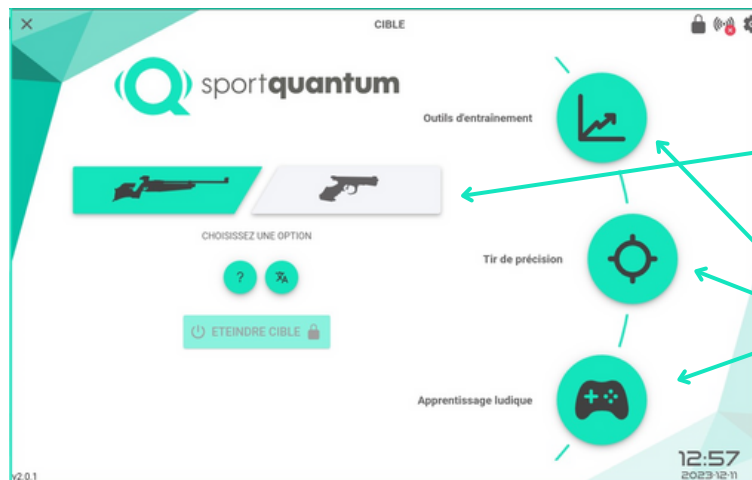 CIBLE
sportquantum
Outils d'entraînement
CHOISISSEZ UNE OPTION
Tir de précision
?
ETEINDRE CIBLE
Apprentissage ludique
12:57
2023-12-11
v2.0.1